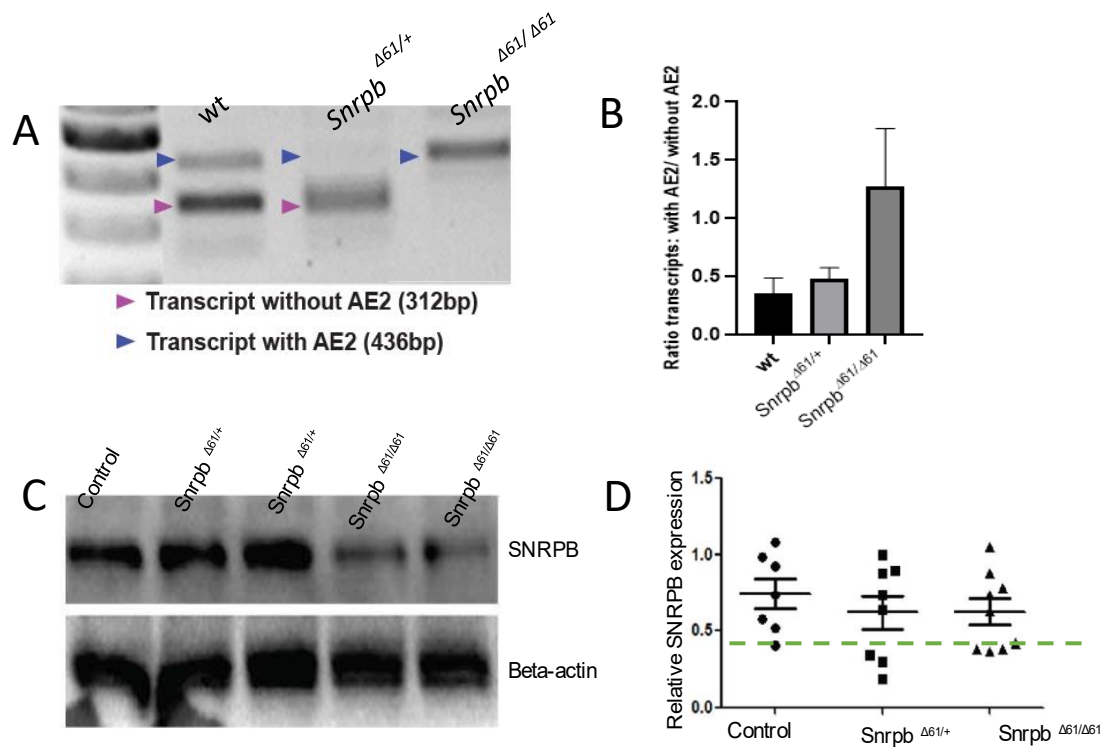 A
wt
Snrpb Δ61/+
Snrpb Δ61/ Δ61
Transcript without AE2 (312bp)
Transcript with AE2 (436bp)
B
Ratio transcripts: with AE2/ without AE2
2.0
1.5
1.0
0.5
0.0
wt
Snrpb Δ61/+
Snrpb Δ61/Δ61
C
Control
Snrpb Δ61/+
Snrpb Δ61/+
Snrpb Δ61/Δ61
Snrpb Δ61/Δ61
SNRPB
Beta-actin
D
Relative SNRPB expression
1.5
1.0
0.5
0.0
Control
Snrpb Δ61/+
Snrpb Δ61/Δ61